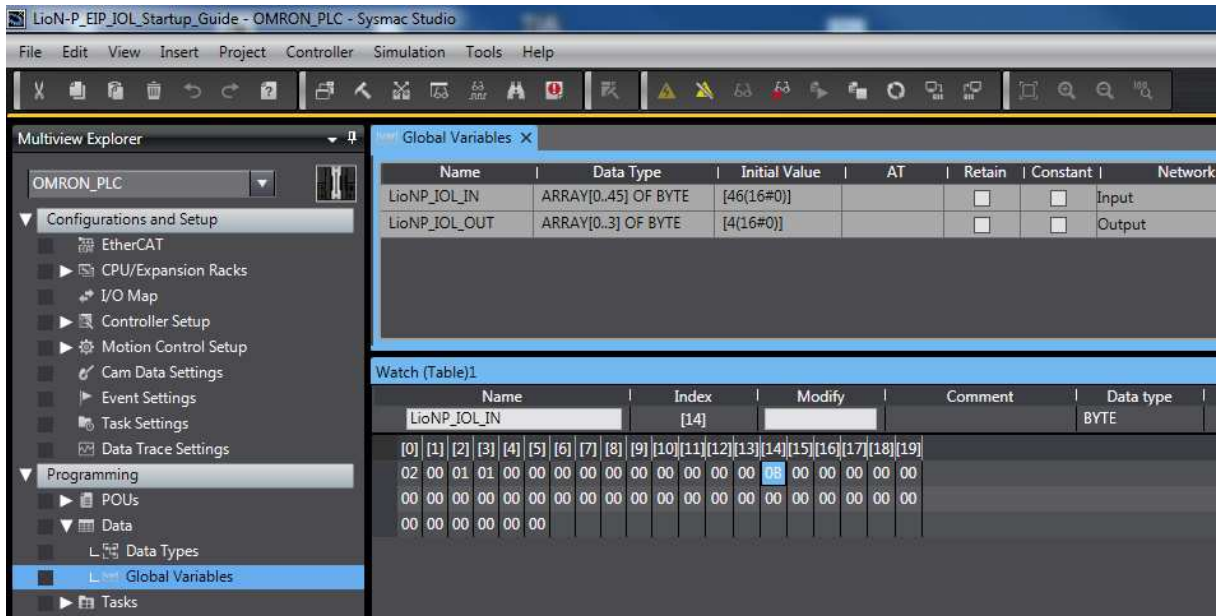 LioN-P_EIP_IOL_Startup_Guide - OMRON_PLC - Sysmac Studio
File Edit View Insert Project Controller Simulation Tools Help
Multiview Explorer
OMRON_PLC
Configurations and Setup
EtherCAT
CPU/Expansion Racks
I/O Map
Controller Setup
Motion Control Setup
Cam Data Settings
Event Settings
Task Settings
Data Trace Settings
Programming
POUs
Data
Data Types
Global Variables
Tasks
Global Variables X
Name Data Type Initial Value AT Retain Constant Network
LioNP_IOL_IN ARRAY[0..45] OF BYTE [46(16#0)] Input
LioNP_IOL_OUT ARRAY[0..3] OF BYTE [4(16#0)] Output
Watch (Table)1
Name Index Modify Comment Data type
LioNP_IOL_IN [14] BYTE
[0] [1] [2] [3] [4] [5] [6] [7] [8] [9] [10] [11] [12] [13] [14] [15] [16] [17] [18] [19]
02 00 01 01 00 00 00 00 00 00 00 00 00 00 0B 00 00 00 00 00
00 00 00 00 00 00 00 00 00 00 00 00 00 00 00 00 00 00 00 00
00 00 00 00 00 00